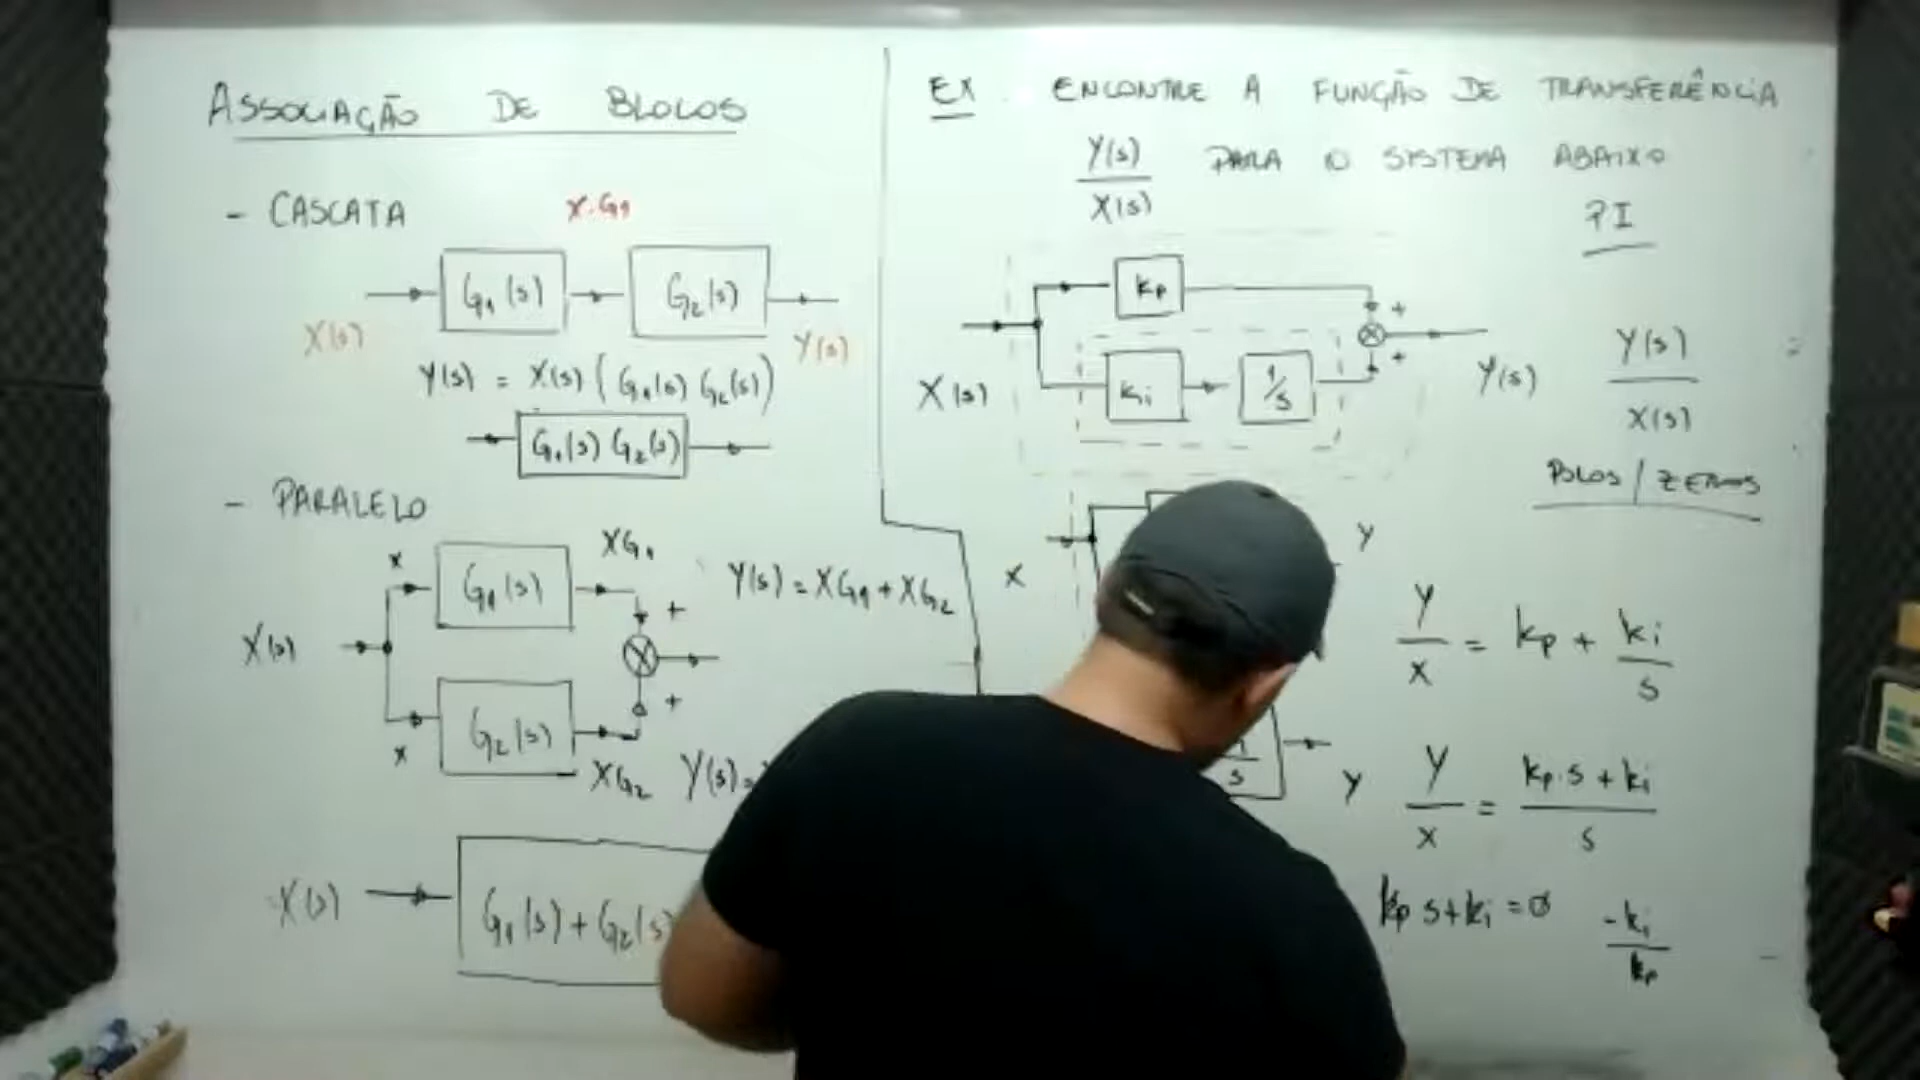 ASSOCIAÇÃO DE BLOCOS
- CASCATA
X.G1
X(s)
G1(s)
G2(s)
Y(s)
Y(s) = X(s) (G1(s) G2(s))
G1(s) G2(s)
- PARALELO
X(s)
x
G1(s)
XG1
+
Y(s) = XG1 + XG2
x
G2(s)
XG2
+
Y(s) =
X(s)
G1(s) + G2(s)
EX. ENCONTRE A FUNÇÃO DE TRANSFERÊNCIA
Y(s)/X(s) PARA O SISTEMA ABAIXO
PI
X(s)
kp
+
ki
1/s
+
Y(s)
Y(s)/X(s) =
POLOS / ZEROS
X
Y
Y/X = kp + ki/s
s
Y
Y/X = (kp.s + ki)/s
kp s + ki = 0
-ki/kp